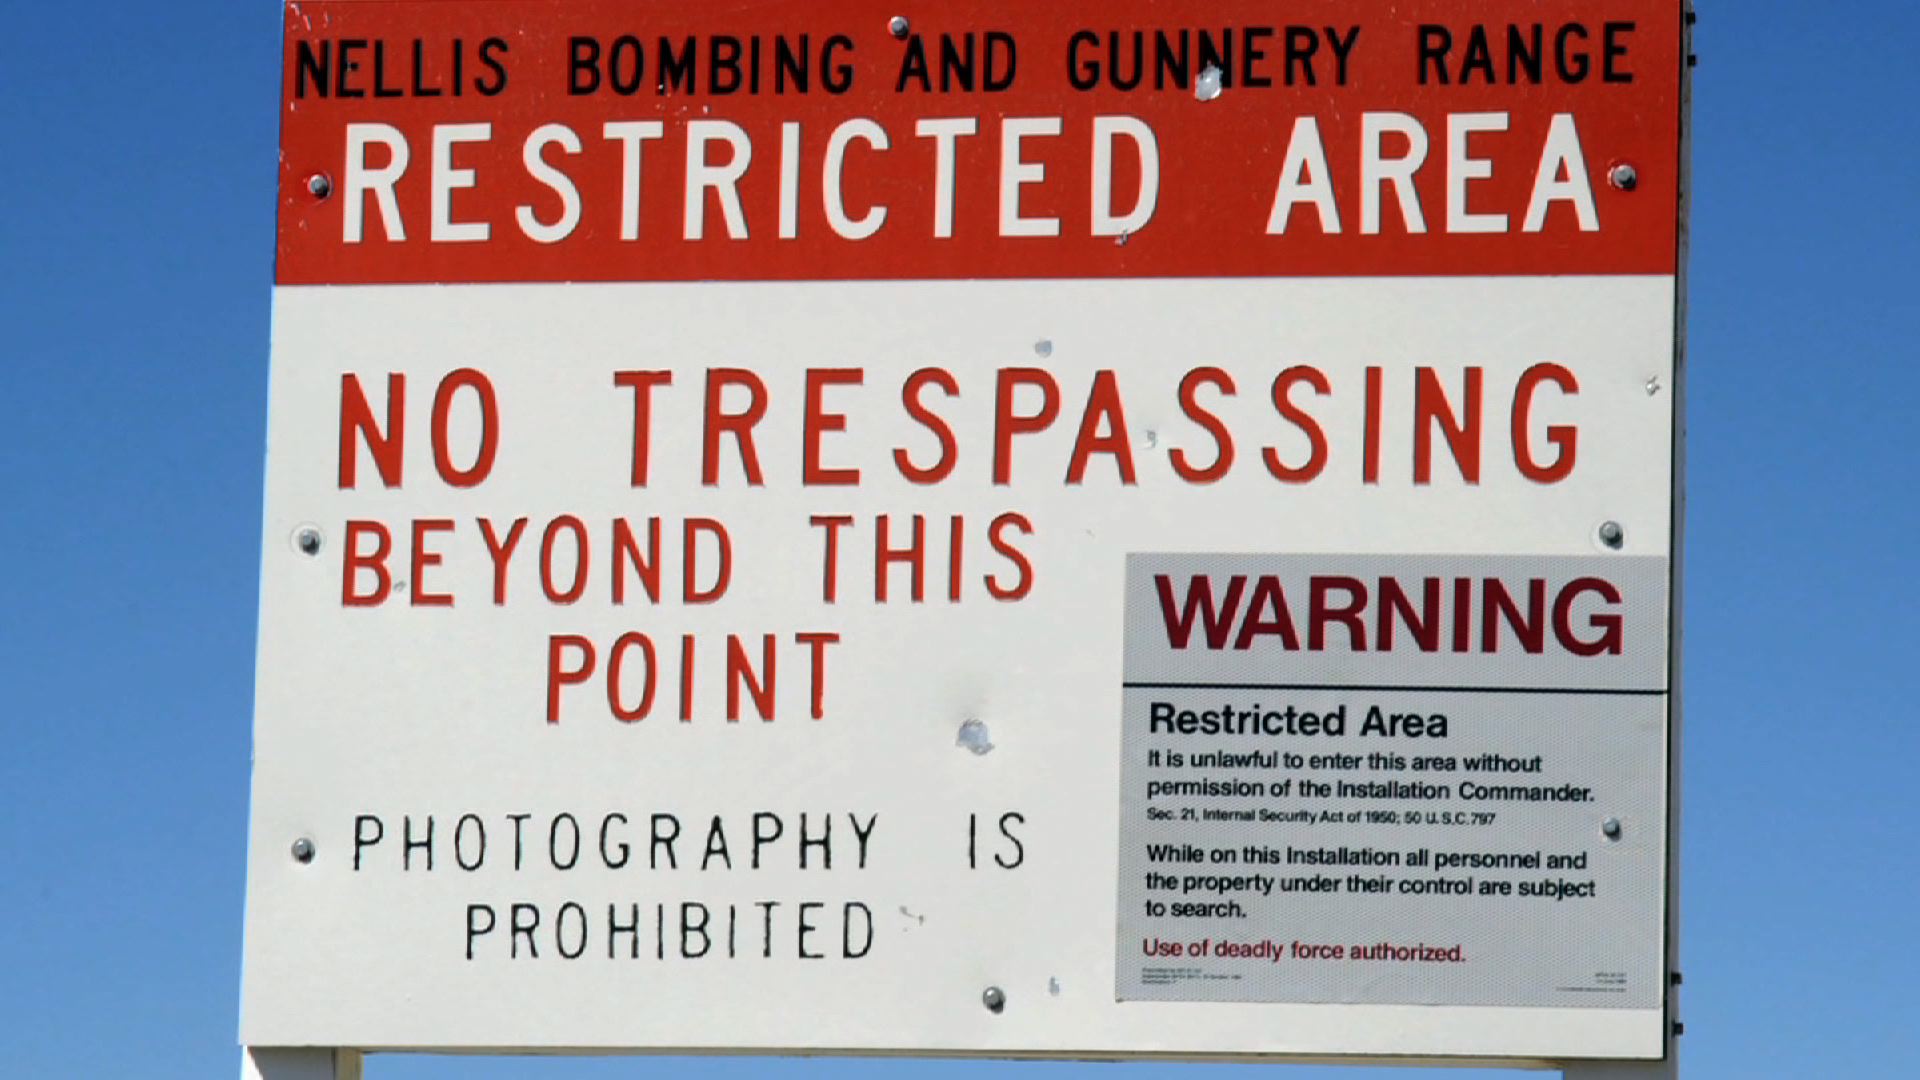 NELLIS BOMBING AND GUNNERY RANGE
RESTRICTED AREA
NO TRESPASSING
BEYOND THIS
POINT
PHOTOGRAPHY IS
PROHIBITED
WARNING
Restricted Area
It is unlawful to enter this area without
permission of the Installation Commander.
Sec. 21, Internal Security Act of 1950; 50 U.S.C. 797
While on this Installation all personnel and
the property under their control are subject
to search.
Use of deadly force authorized.